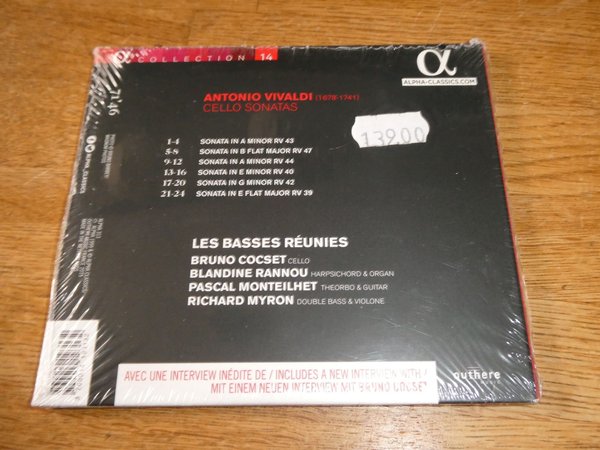 COLLECTION 14
α
ALPHA-CLASSICS.COM
71'46
ANTONIO VIVALDI (1678-1741)
CELLO SONATAS
139.00
1-4 SONATA IN A MINOR RV 43
5-8 SONATA IN B FLAT MAJOR RV 47
9-12 SONATA IN A MINOR RV 44
13-16 SONATA IN E MINOR RV 40
17-20 SONATA IN G MINOR RV 42
21-24 SONATA IN E FLAT MAJOR RV 39
LES BASSES RÉUNIES
BRUNO COCSET CELLO
BLANDINE RANNOU HARPSICHORD & ORGAN
PASCAL MONTEILHET THEORBO & GUITAR
RICHARD MYRON DOUBLE BASS & VIOLONE
AVEC UNE INTERVIEW INÉDITE DE / INCLUDES A NEW INTERVIEW WITH /
MIT EINEM NEUEN INTERVIEW MIT BRUNO COCSET
outhere